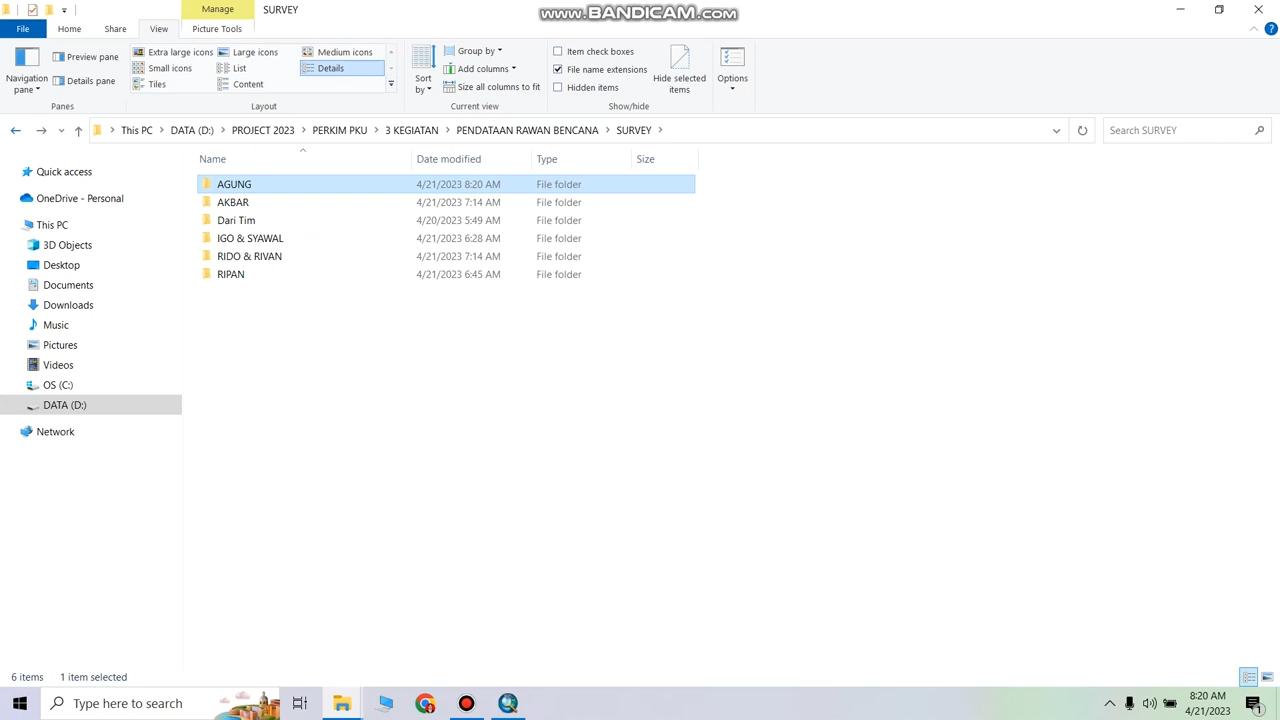 Manage
SURVEY
www.BANDICAM.com
File
Home
Share
View
Picture Tools
Navigation pane
Preview pane
Details pane
Panes
Extra large icons
Large icons
Medium icons
Small icons
List
Details
Tiles
Content
Layout
Sort by
Group by
Add columns
Size all columns to fit
Current view
Item check boxes
File name extensions
Hidden items
Hide selected items
Show/hide
Options
This PC
DATA (D:)
PROJECT 2023
PERKIM PKU
3 KEGIATAN
PENDATAAN RAWAN BENCANA
SURVEY
Search SURVEY
Quick access
OneDrive - Personal
This PC
3D Objects
Desktop
Documents
Downloads
Music
Pictures
Videos
OS (C:)
DATA (D:)
Network
Name Date modified Type Size
AGUNG 4/21/2023 8:20 AM File folder
AKBAR 4/21/2023 7:14 AM File folder
Dari Tim 4/20/2023 5:49 AM File folder
IGO & SYAWAL 4/21/2023 6:28 AM File folder
RIDO & RIVAN 4/21/2023 7:14 AM File folder
RIPAN 4/21/2023 6:45 AM File folder
6 items 1 item selected
Type here to search
8:20 AM
4/21/2023
1